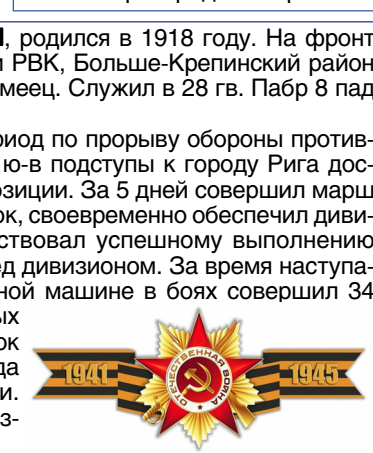 , родился в 1918 году. На фронт
РВК, Больше-Крепинский район
меец. Служил в 28 гв. Пабр 8 пад
риод по прорыву обороны против-
ю-в подступы к городу Рига дос-
озиции. За 5 дней совершил марш
ок, своевременно обеспечил диви-
ствовал успешному выполнению
ед дивизионом. За время наступа-
ной машине в боях совершил 34
ых
ок
да
и.
з-
1941
ОТЕЧЕСТВЕННАЯ ВОЙНА
1945